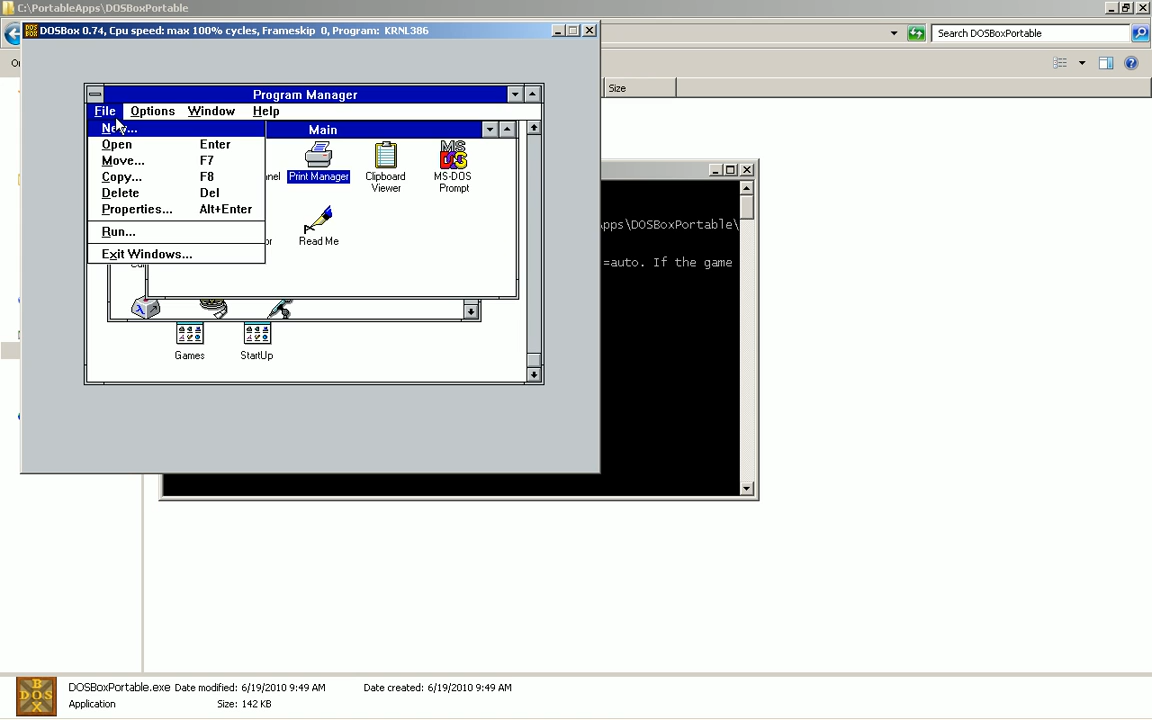 C:\PortableApps\DOSBoxPortable
DOSBox 0.74, Cpu speed: max 100% cycles, Frameskip 0, Program: KRNL386
Search DOSBoxPortable
Size
Program Manager
File Options Window Help
Main
New...
Open Enter
Move... F7
Copy... F8
Delete Del
Properties... Alt+Enter
Run...
Exit Windows...
Print Manager
Clipboard Viewer
MS-DOS Prompt
Read Me
Games
StartUp
pps\DOSBoxPortable\
=auto. If the game
DOSBoxPortable.exe Date modified: 6/19/2010 9:49 AM Date created: 6/19/2010 9:49 AM
Application Size: 142 KB